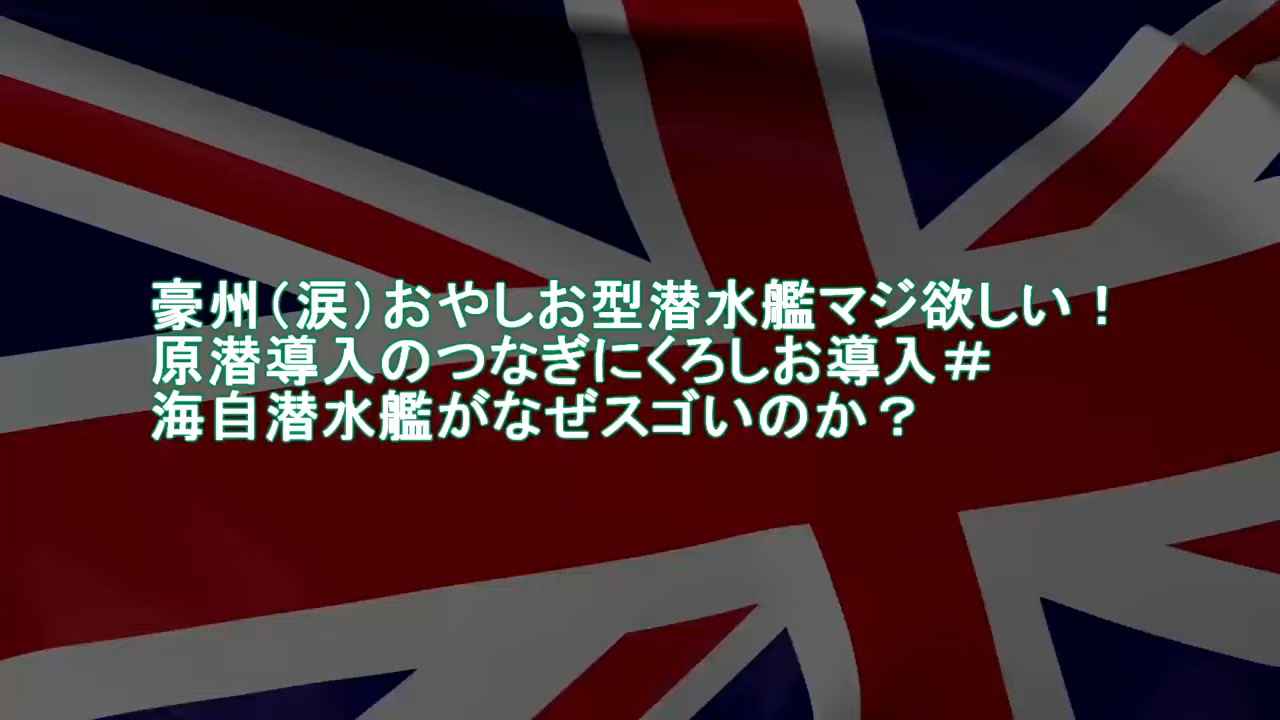 豪州（涙）おやしお型潜水艦マジ欲しい！
原潜導入のつなぎにくろしお導入＃
海自潜水艦がなぜスゴいのか？